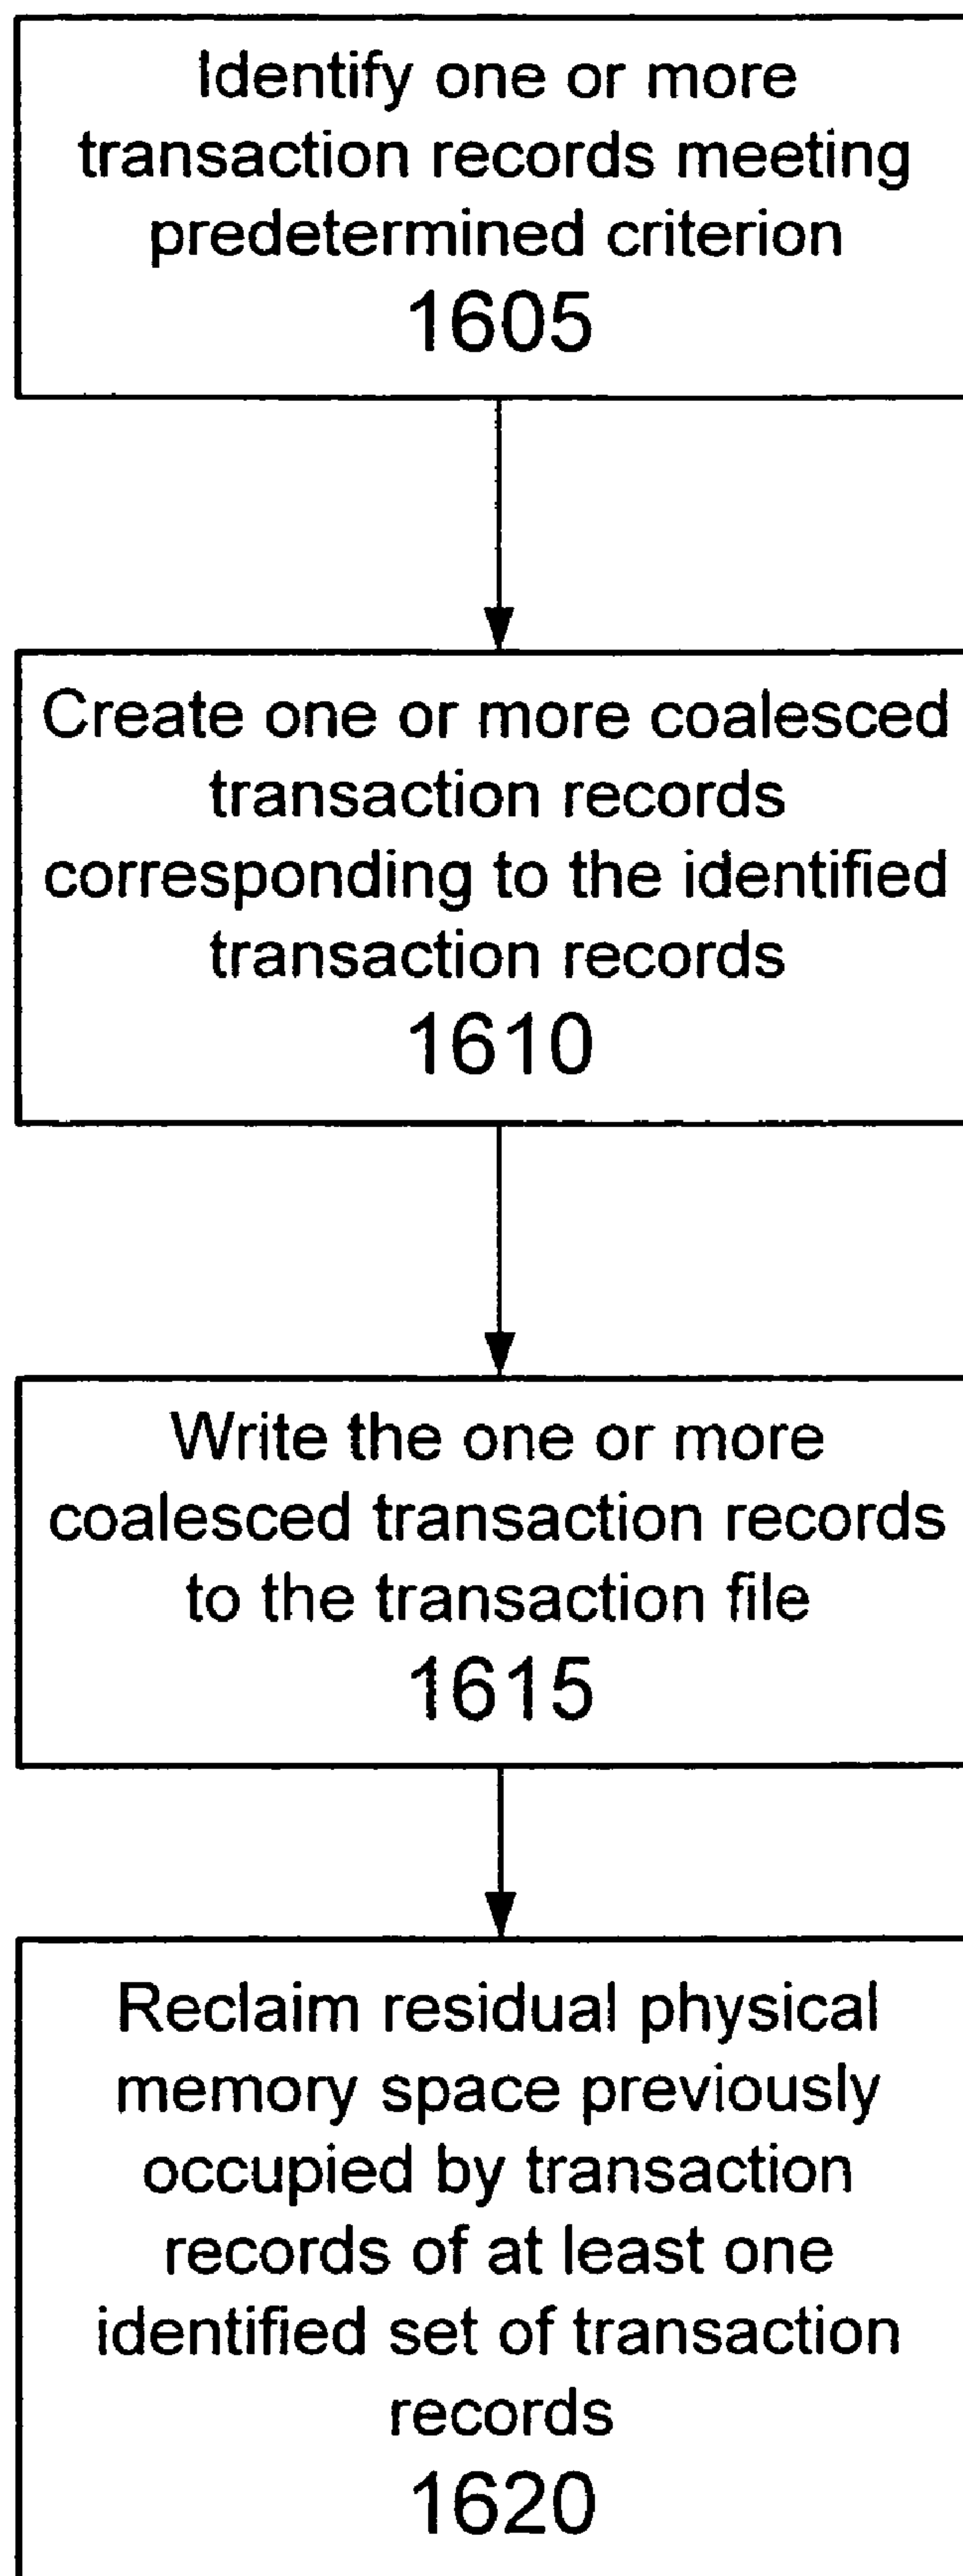 Identify one or more
transaction records meeting
predetermined criterion
1605
Create one or more coalesced
transaction records
corresponding to the identified
transaction records
1610
Write the one or more
coalesced transaction records
to the transaction file
1615
Reclaim residual physical
memory space previously
occupied by transaction
records of at least one
identified set of transaction
records
1620